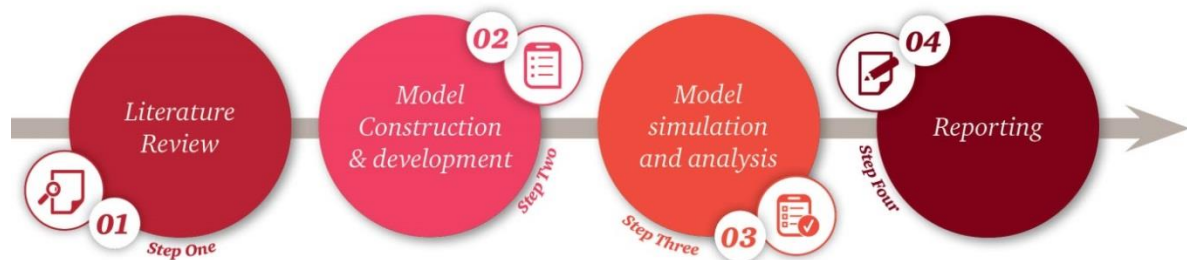 Literature
Review
01
Step One
02
Model
Construction
& development
Step Two
Model
simulation
and analysis
Step Three
03
04
Reporting
Step Four